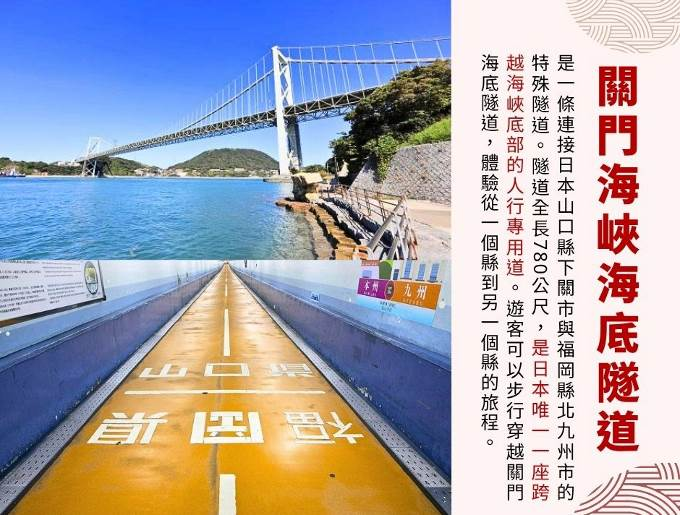 關門海峽海底隧道
是一條連接日本山口縣下關市與福岡縣北九州市的
特殊隧道。隧道全長780公尺，是日本唯一一座跨
越海峽底部的人行專用道。遊客可以步行穿越關門
海底隧道，體驗從一個縣到另一個縣的旅程。
本州
九州
山口県
福岡県